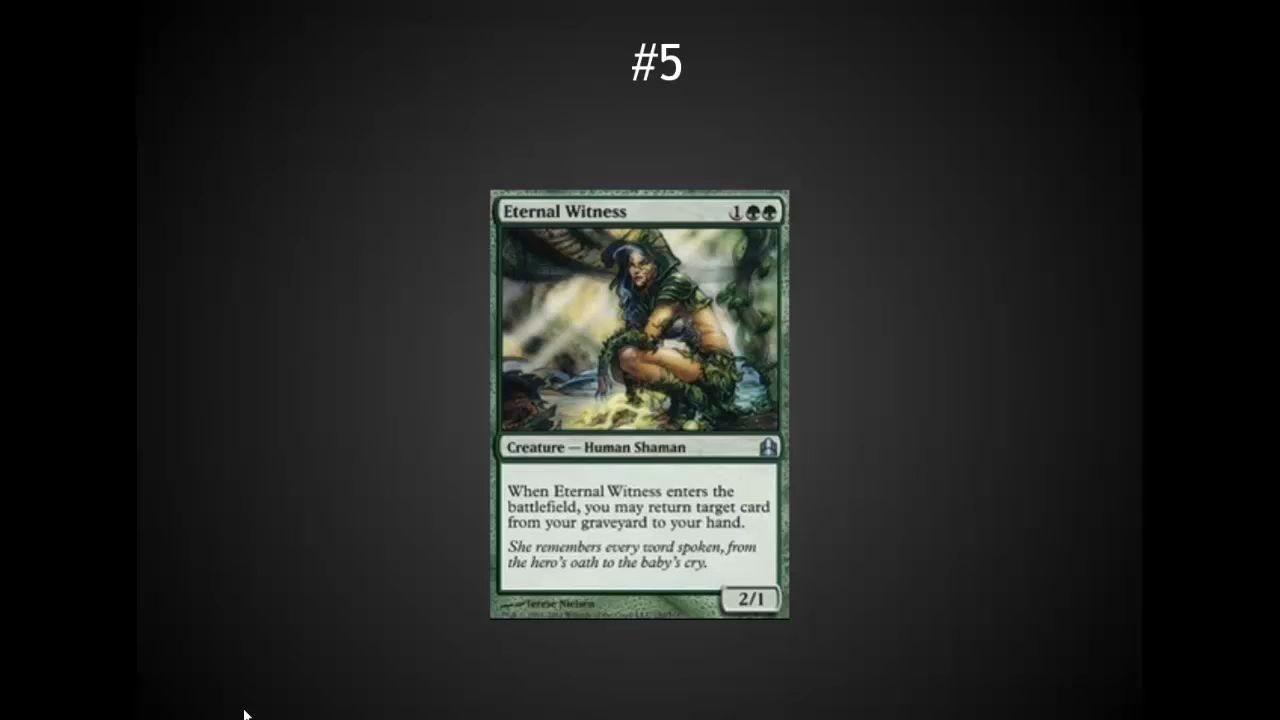 #5
Eternal Witness 1
Creature — Human Shaman
When Eternal Witness enters the
battlefield, you may return target card
from your graveyard to your hand.
She remembers every word spoken, from
the hero's oath to the baby's cry.
Terese Nielsen
2/1